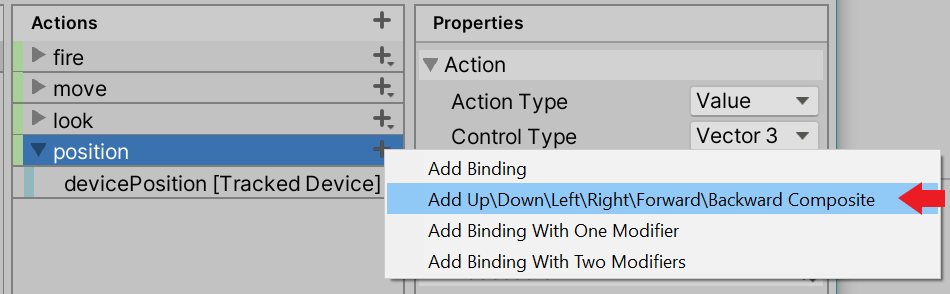 Actions
fire
move
look
position
devicePosition [Tracked Device]
Properties
Action
Action Type Value
Control Type Vector 3
Add Binding
Add Up\Down\Left\Right\Forward\Backward Composite
Add Binding With One Modifier
Add Binding With Two Modifiers